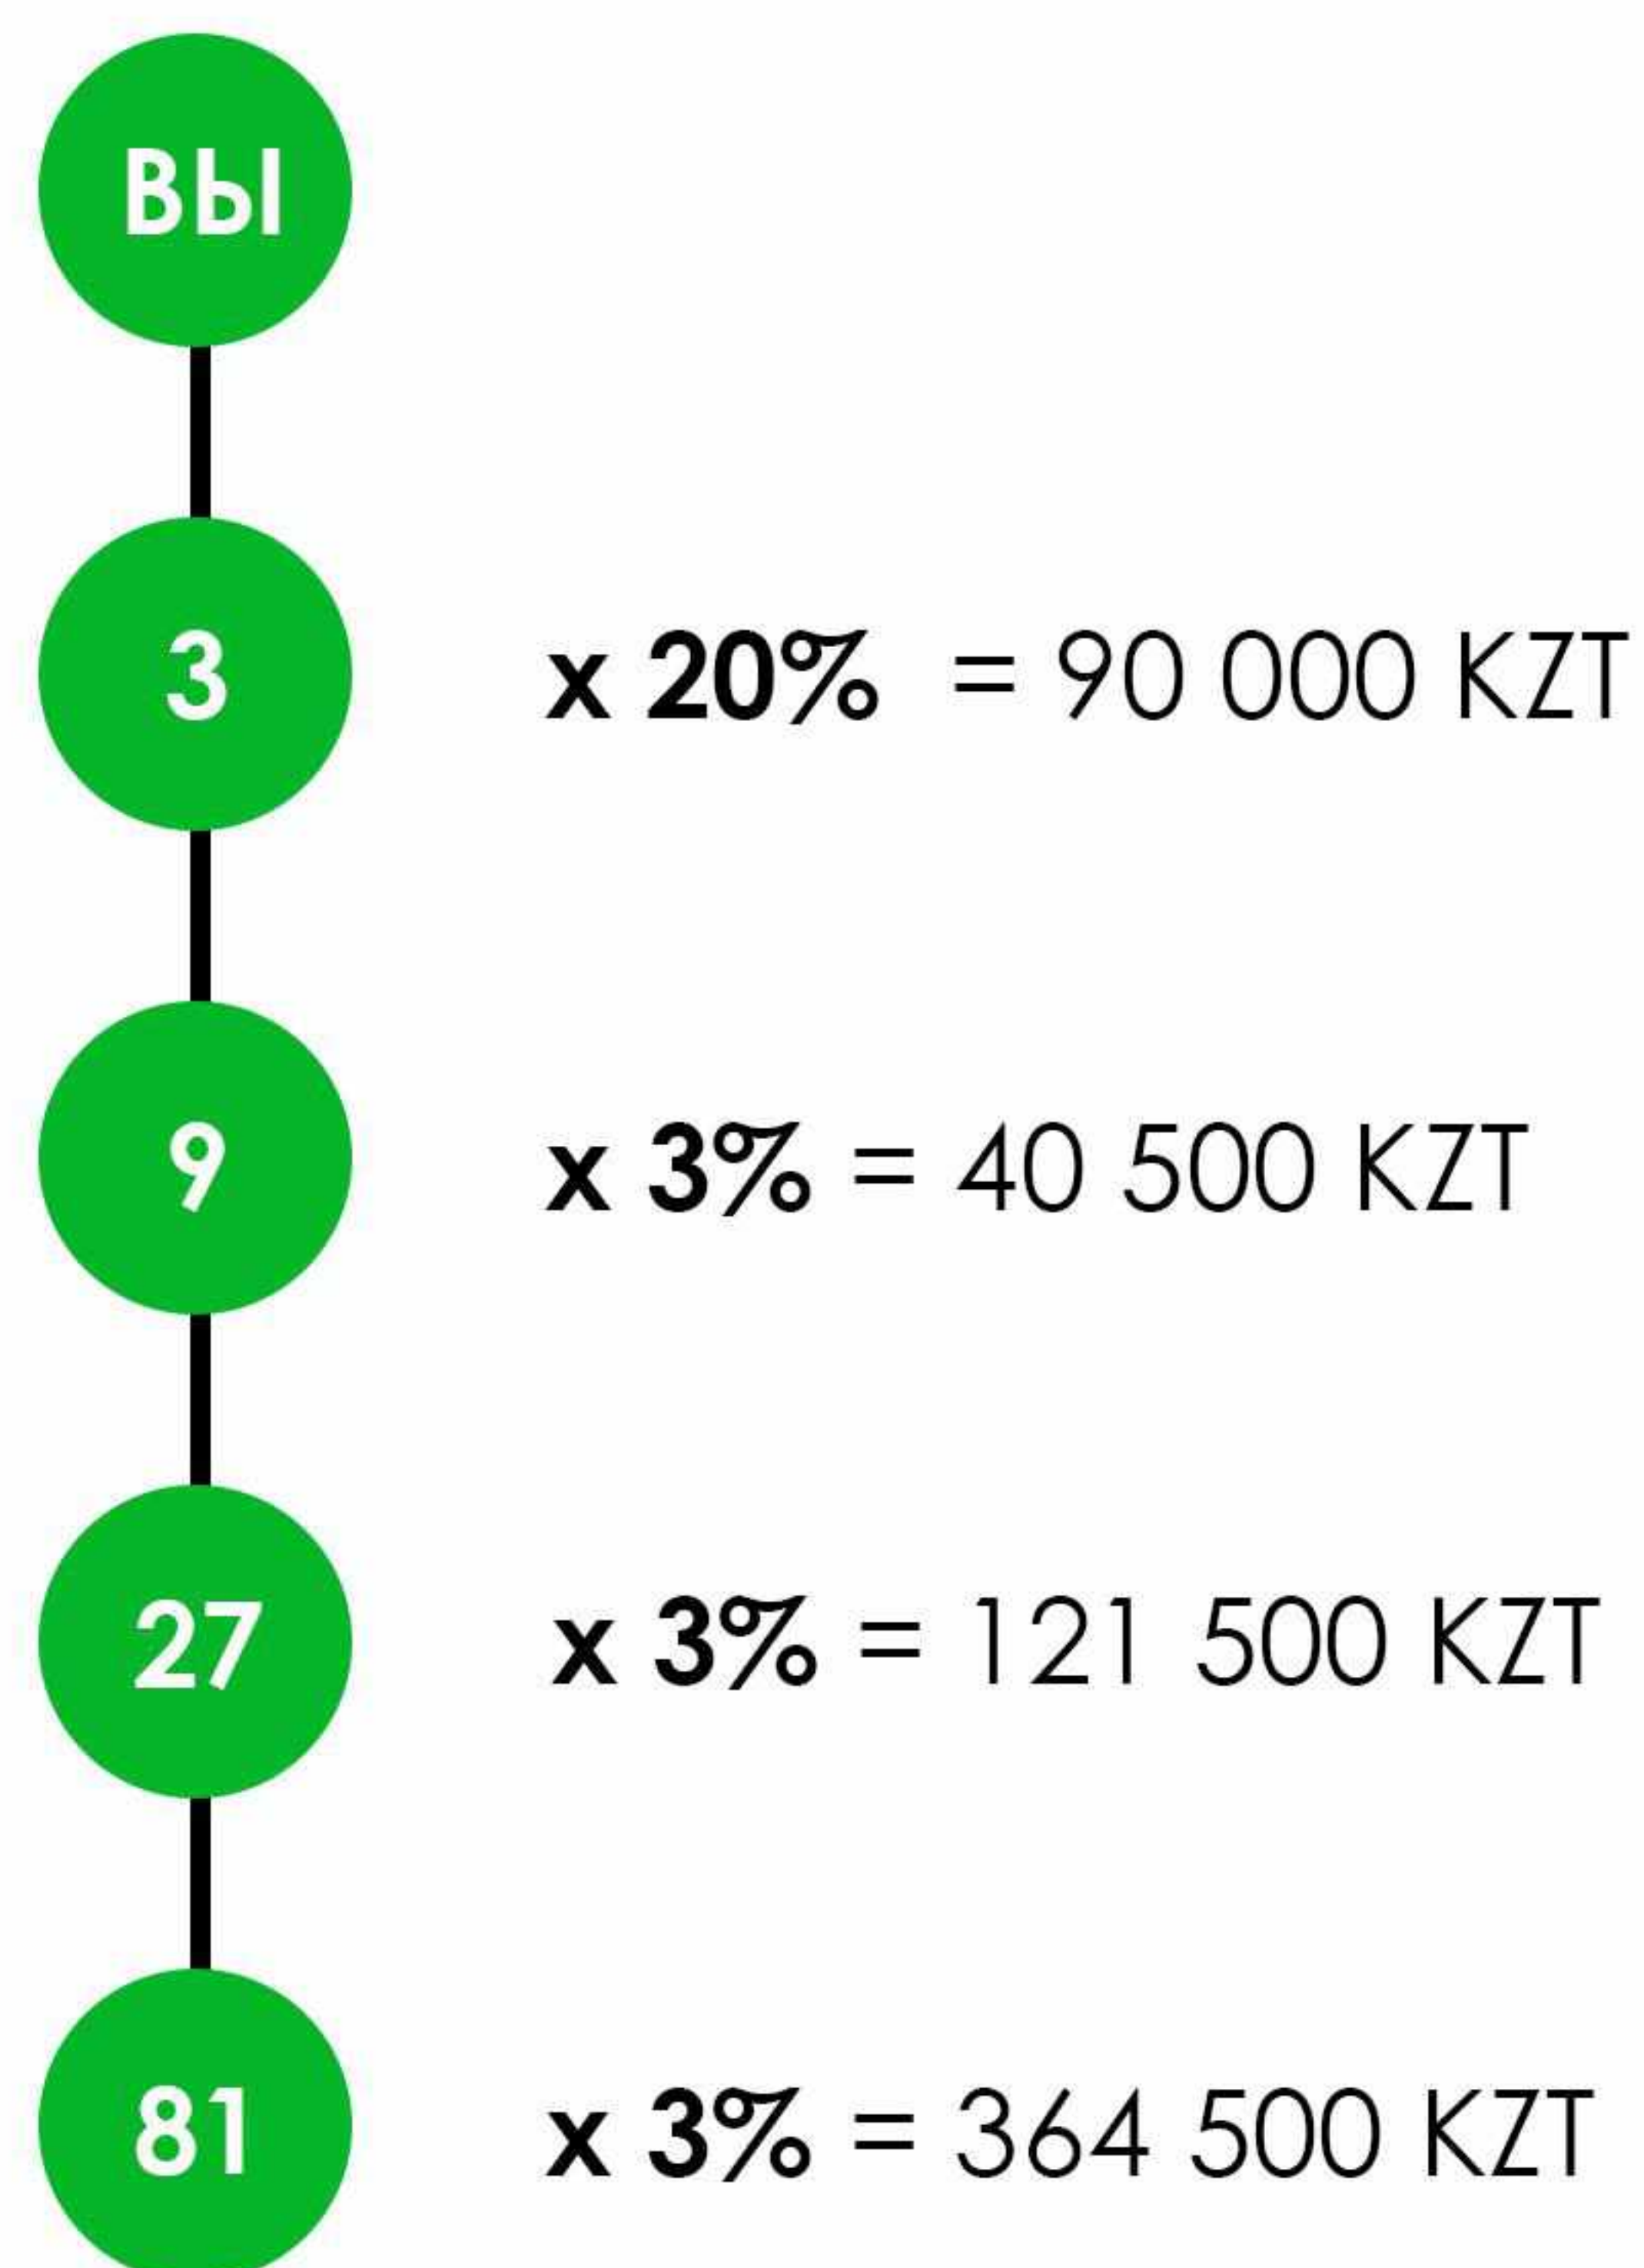 ВЫ
3 x 20% = 90 000 KZT
9 x 3% = 40 500 KZT
27 x 3% = 121 500 KZT
81 x 3% = 364 500 KZT